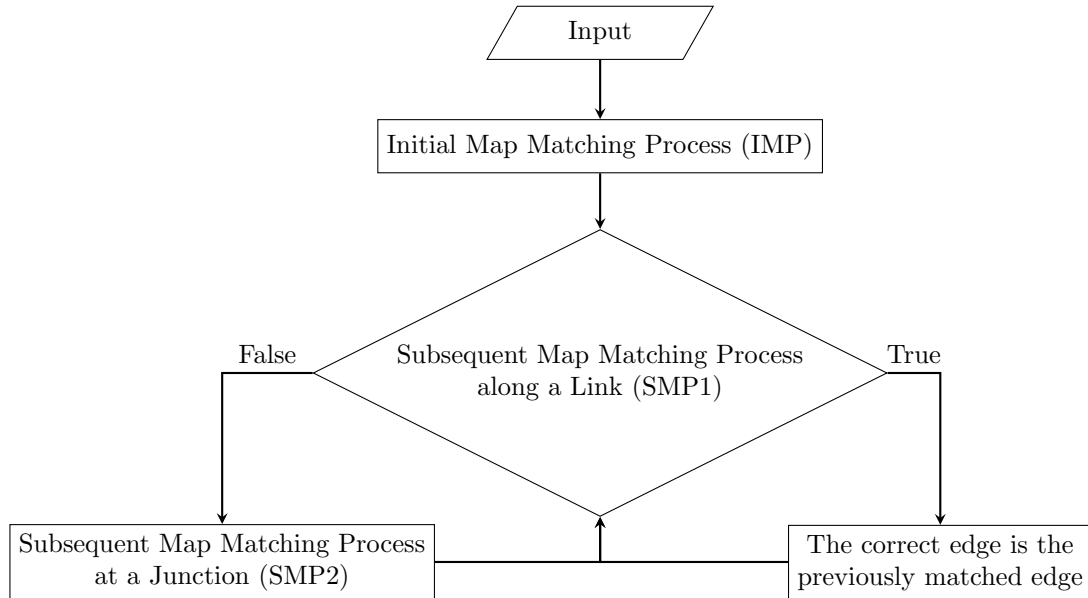 Input
Initial Map Matching Process (IMP)
False
Subsequent Map Matching Process
along a Link (SMP1)
True
Subsequent Map Matching Process
at a Junction (SMP2)
The correct edge is the
previously matched edge